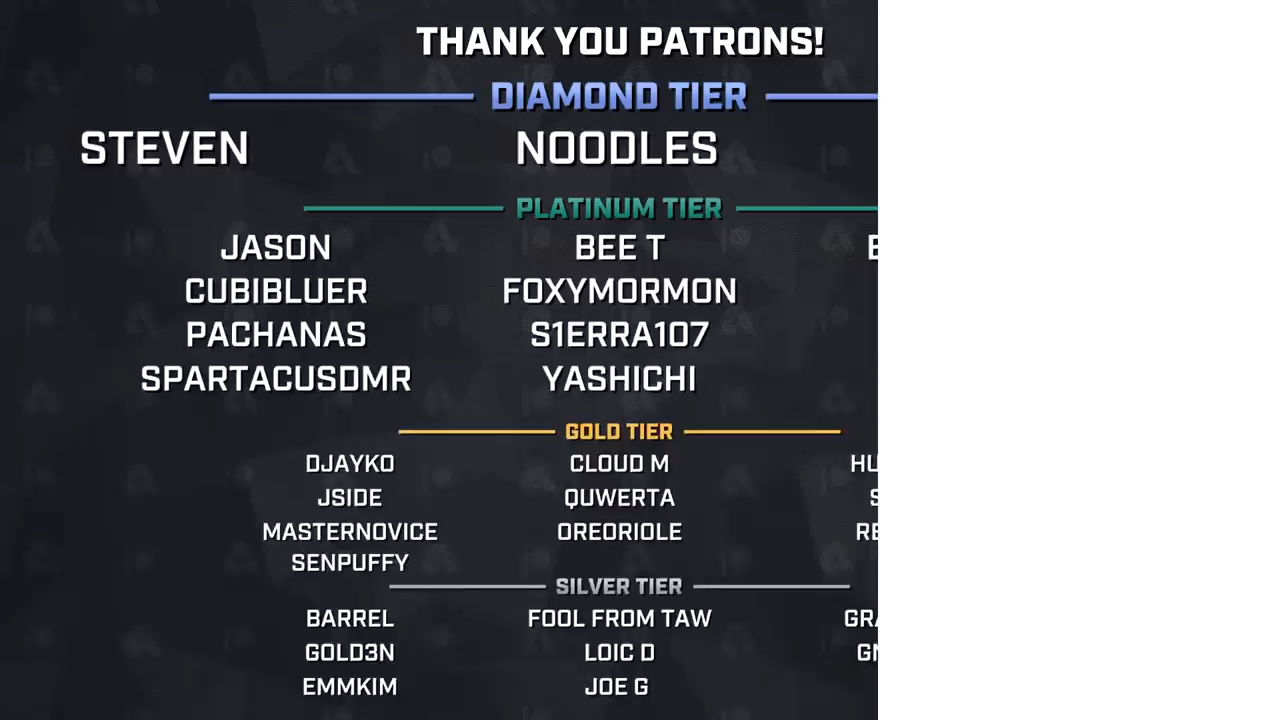 THANK YOU PATRONS!
DIAMOND TIER
STEVEN NOODLES
PLATINUM TIER
JASON BEE T
CUBIBLUER FOXYMORMON
PACHANAS S1ERRA107
SPARTACUSDMR YASHICHI
GOLD TIER
DJAYKO CLOUD M
JSIDE QUWERTA
MASTERNOVICE OREORIOLE
SENPUFFY
SILVER TIER
BARREL FOOL FROM TAW
GOLD3N LOIC D
EMMKIM JOE G